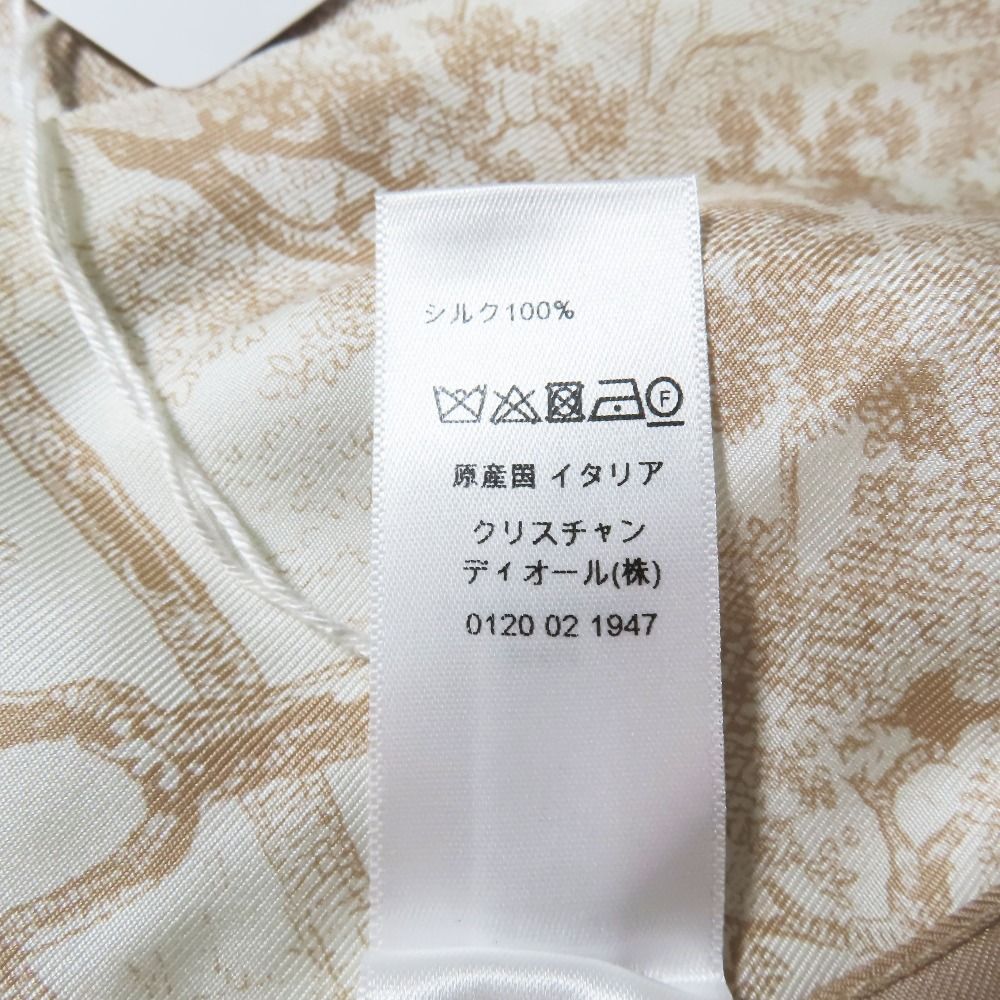 シルク100%
F
原産国 イタリア
クリスチャン
ディオール(株)
0120 02 1947